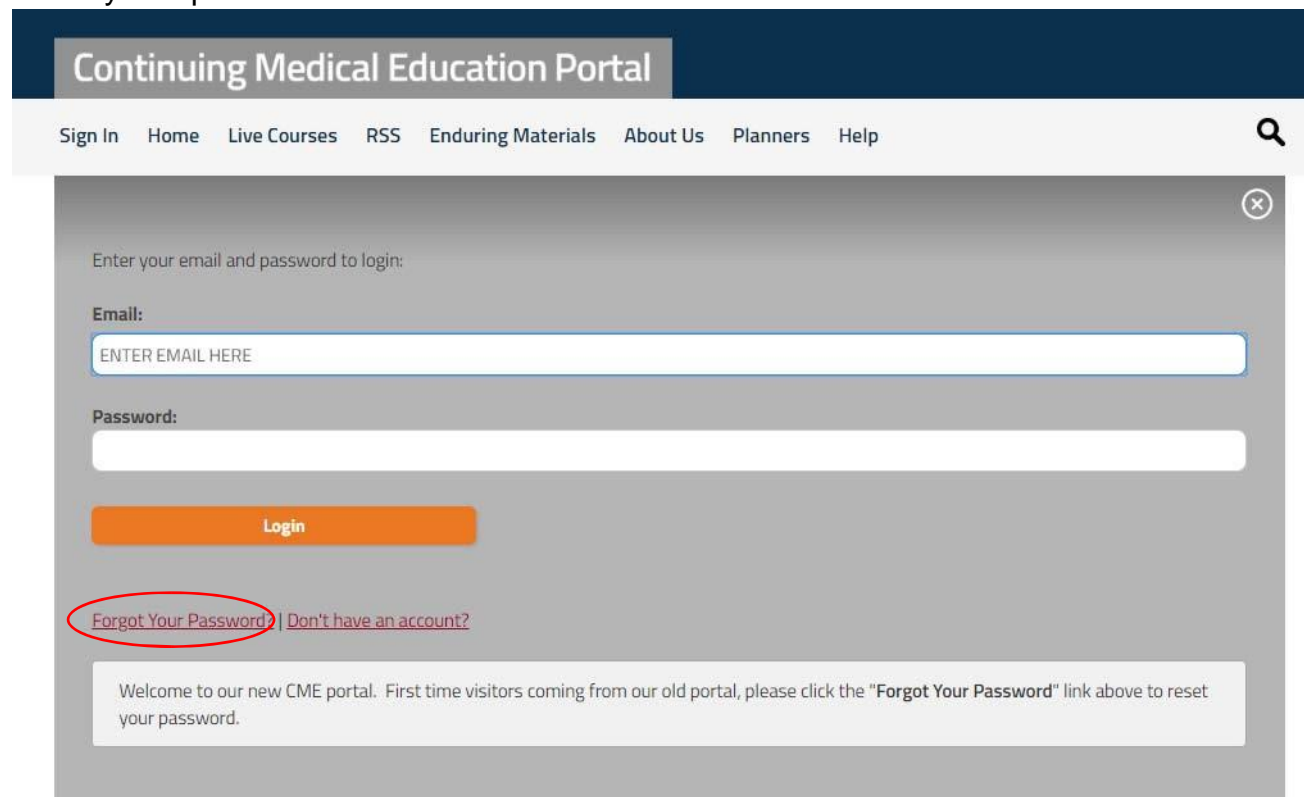 Continuing Medical Education Portal
Sign In Home Live Courses RSS Enduring Materials About Us Planners Help
Enter your email and password to login:
Email:
ENTER EMAIL HERE
Password:
Login
Forgot Your Password? | Don't have an account?
Welcome to our new CME portal. First time visitors coming from our old portal, please click the "Forgot Your Password" link above to reset
your password.